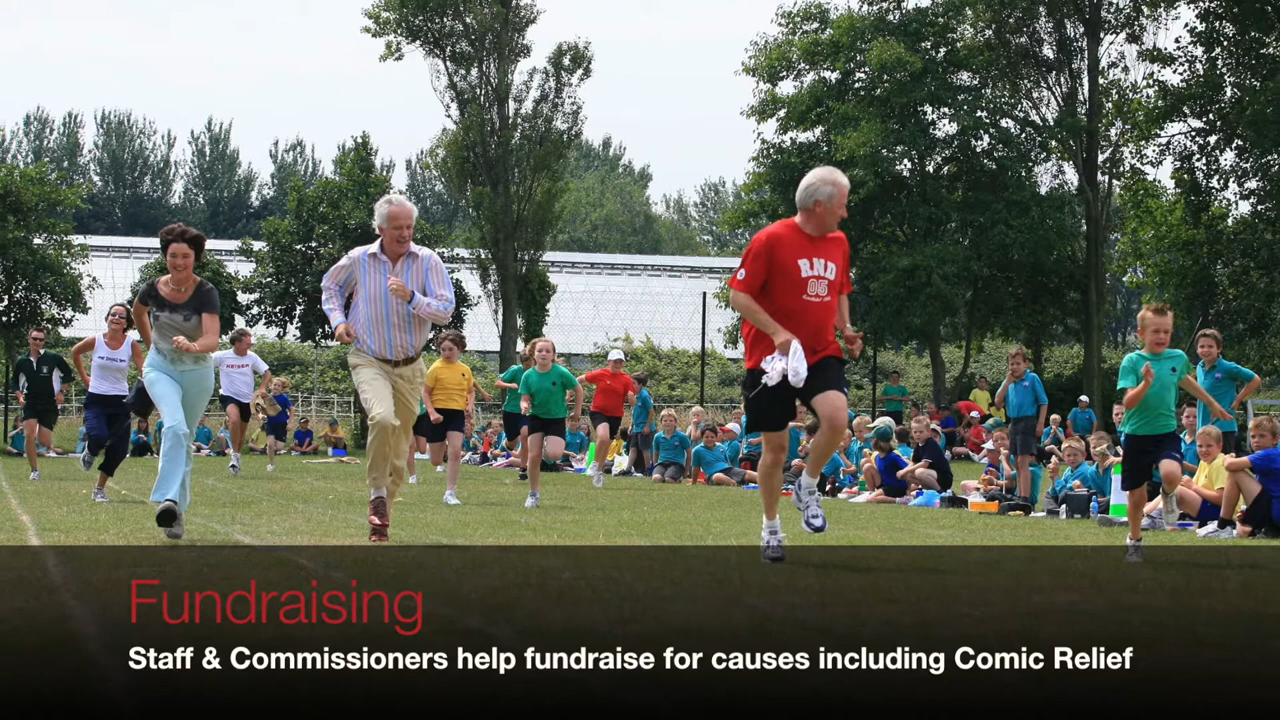 RND
05
KEISER
Fundraising
Staff & Commissioners help fundraise for causes including Comic Relief